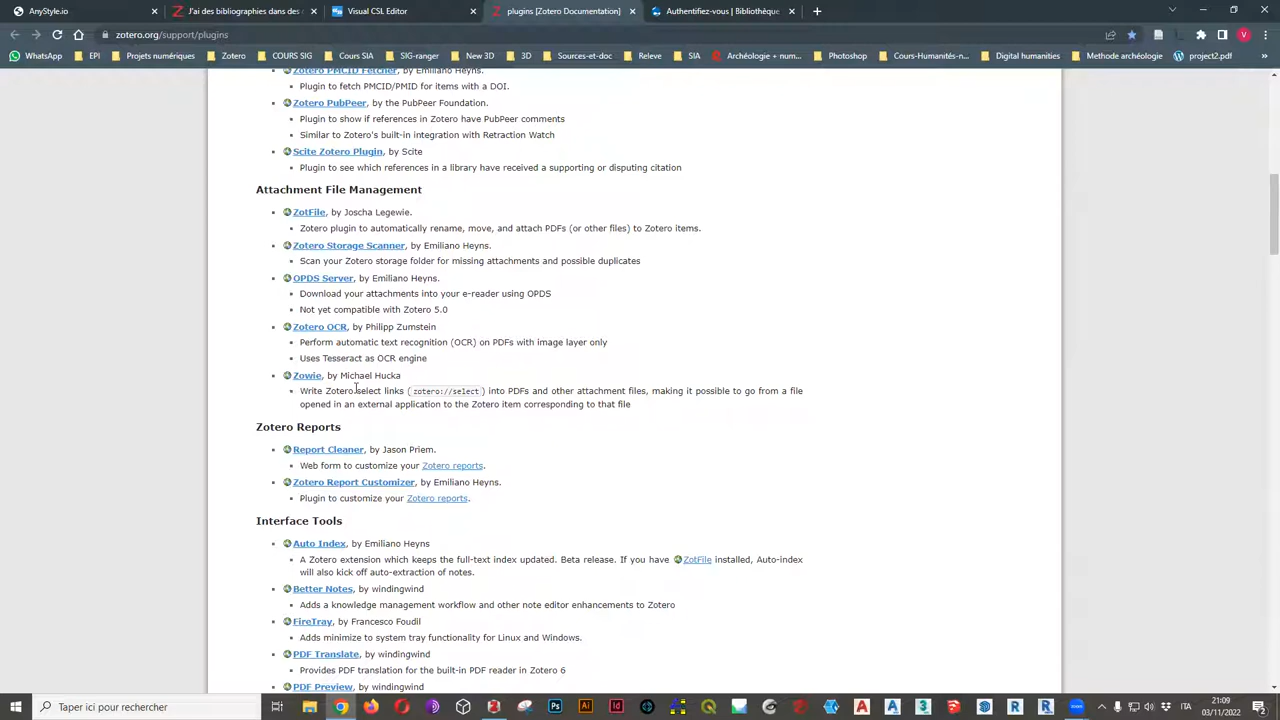 AnyStyle.io
J'ai des bibliographies dans des
Visual CSL Editor
plugins [Zotero Documentation]
Authentifiez-vous | Bibliothèque
zotero.org/support/plugins
WhatsApp
EPI
Projets numériques
Zotero
COURS SIA
SIG-ranger
COURS SIG
3D
Sources-et-doc
Releve
SIA
Archéologie + num...
Photoshop
Cours-Humanités-n...
Digital humanities
Metode archéologie
project2.pdf
Zotero PMCID Fetcher, by Emiliano Heyns.
Plugin to fetch PMCID/PMID for items with a DOI.
Zotero PubPeer, by the PubPeer Foundation.
Plugin to show if references in Zotero have PubPeer comments
Similar to Zotero's built-in integration with Retraction Watch
Scite Zotero Plugin, by Scite
Plugin to see which references in a library have received a supporting or disputing citation
Attachment File Management
ZotFile, by Joscha Legewie.
Zotero plugin to automatically rename, move, and attach PDFs (or other files) to Zotero items.
Zotero Storage Scanner, by Emiliano Heyns.
Scan your Zotero storage folder for missing attachments and possible duplicates
OPDS Server, by Emiliano Heyns.
Download your attachments into your e-reader using OPDS
Not yet compatible with Zotero 5.0
Zotero OCR, by Philipp Zumstein
Perform automatic text recognition (OCR) on PDFs with image layer only
Uses Tesseract as OCR engine
Zowie, by Michael Hucka
Write Zotero select links ( zotero://select ) into PDFs and other attachment files, making it possible to go from a file
opened in an external application to the Zotero item corresponding to that file
Zotero Reports
Report Cleaner, by Jason Priem.
Web form to customize your Zotero reports.
Zotero Report Customizer, by Emiliano Heyns.
Plugin to customize your Zotero reports.
Interface Tools
Auto Index, by Emiliano Heyns
A Zotero extension which keeps the full-text index updated. Beta release. If you have ZotFile installed, Auto-index
will also kick off auto-extraction of notes.
Better Notes, by windingwind
Adds a knowledge management workflow and other note editor enhancements to Zotero
FireTray, by Francesco Foudil
Adds minimize to system tray functionality for Linux and Windows.
PDF Translate, by windingwind
Provides PDF translation for the built-in PDF reader in Zotero 6
PDF Preview, by windingwind
Taper ici pour rechercher
ITA
21:09
03/11/2022